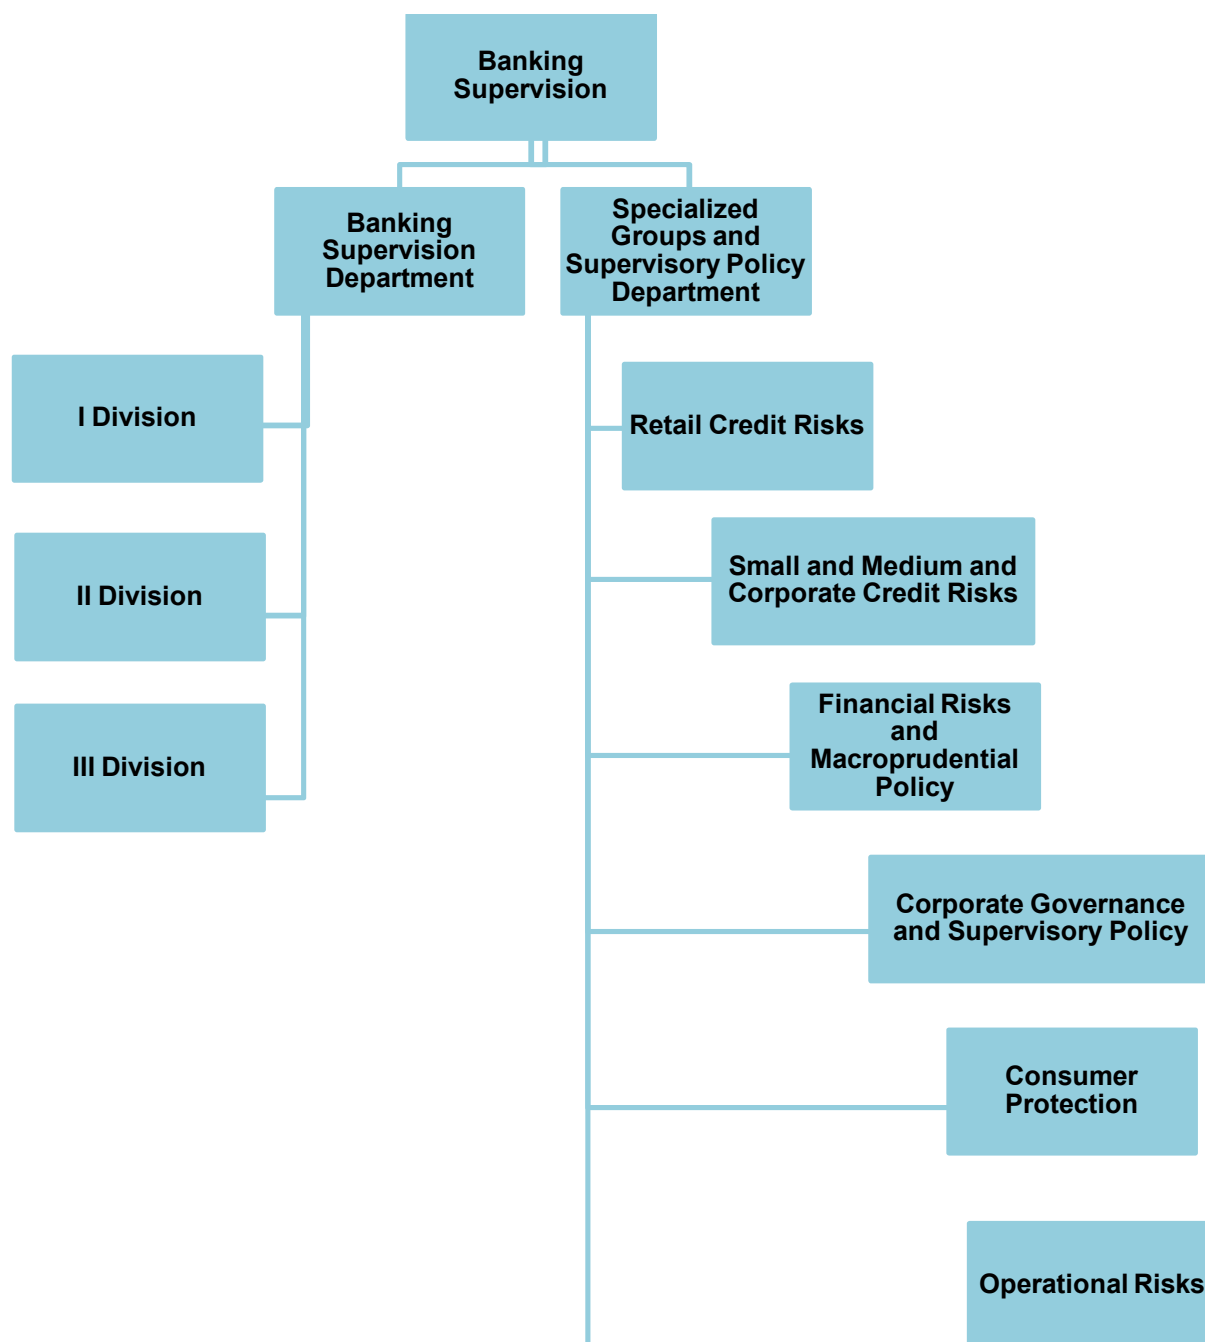 Banking
Supervision
Banking
Supervision
Department
Specialized
Groups and
Supervisory Policy
Department
I Division
II Division
III Division
Retail Credit Risks
Small and Medium and
Corporate Credit Risks
Financial Risks
and
Macroprudential
Policy
Corporate Governance
and Supervisory Policy
Consumer
Protection
Operational Risks